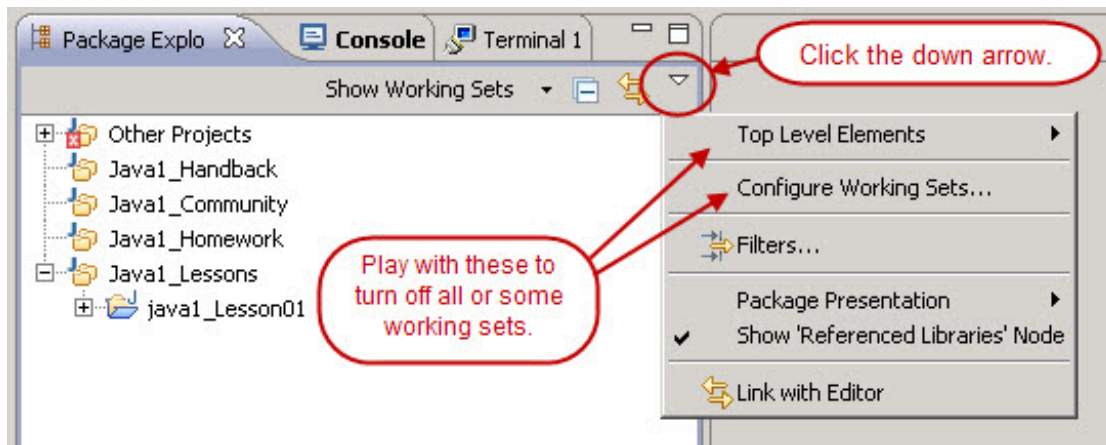 Package Explo Console Terminal 1
Click the down arrow.
Show Working Sets
Other Projects
Java1_Handback
Java1_Community
Java1_Homework
Java1_Lessons
java1_Lesson01
Play with these to
turn off all or some
working sets.
Top Level Elements
Configure Working Sets...
Filters...
Package Presentation
Show 'Referenced Libraries' Node
Link with Editor